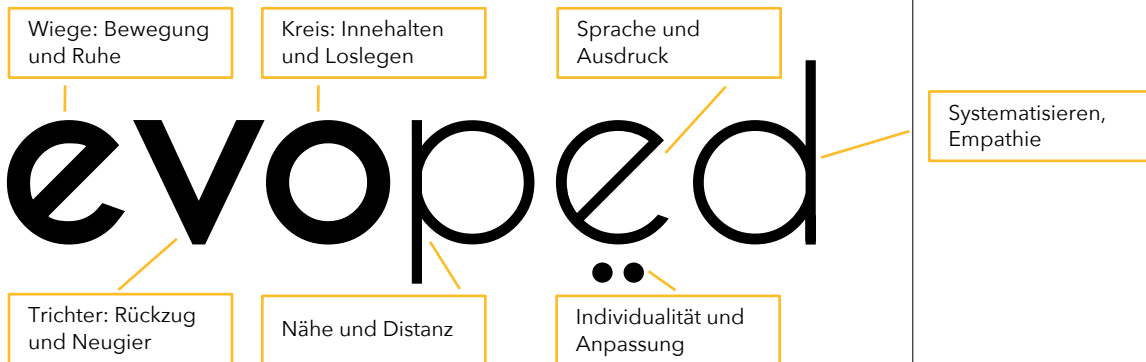 Wiege: Bewegung
und Ruhe
Kreis: Innehalten
und Loslegen
Sprache und
Ausdruck
Systematisieren,
Empathie
evoped
Trichter: Rückzug
und Neugier
Nähe und Distanz
Individualität und
Anpassung